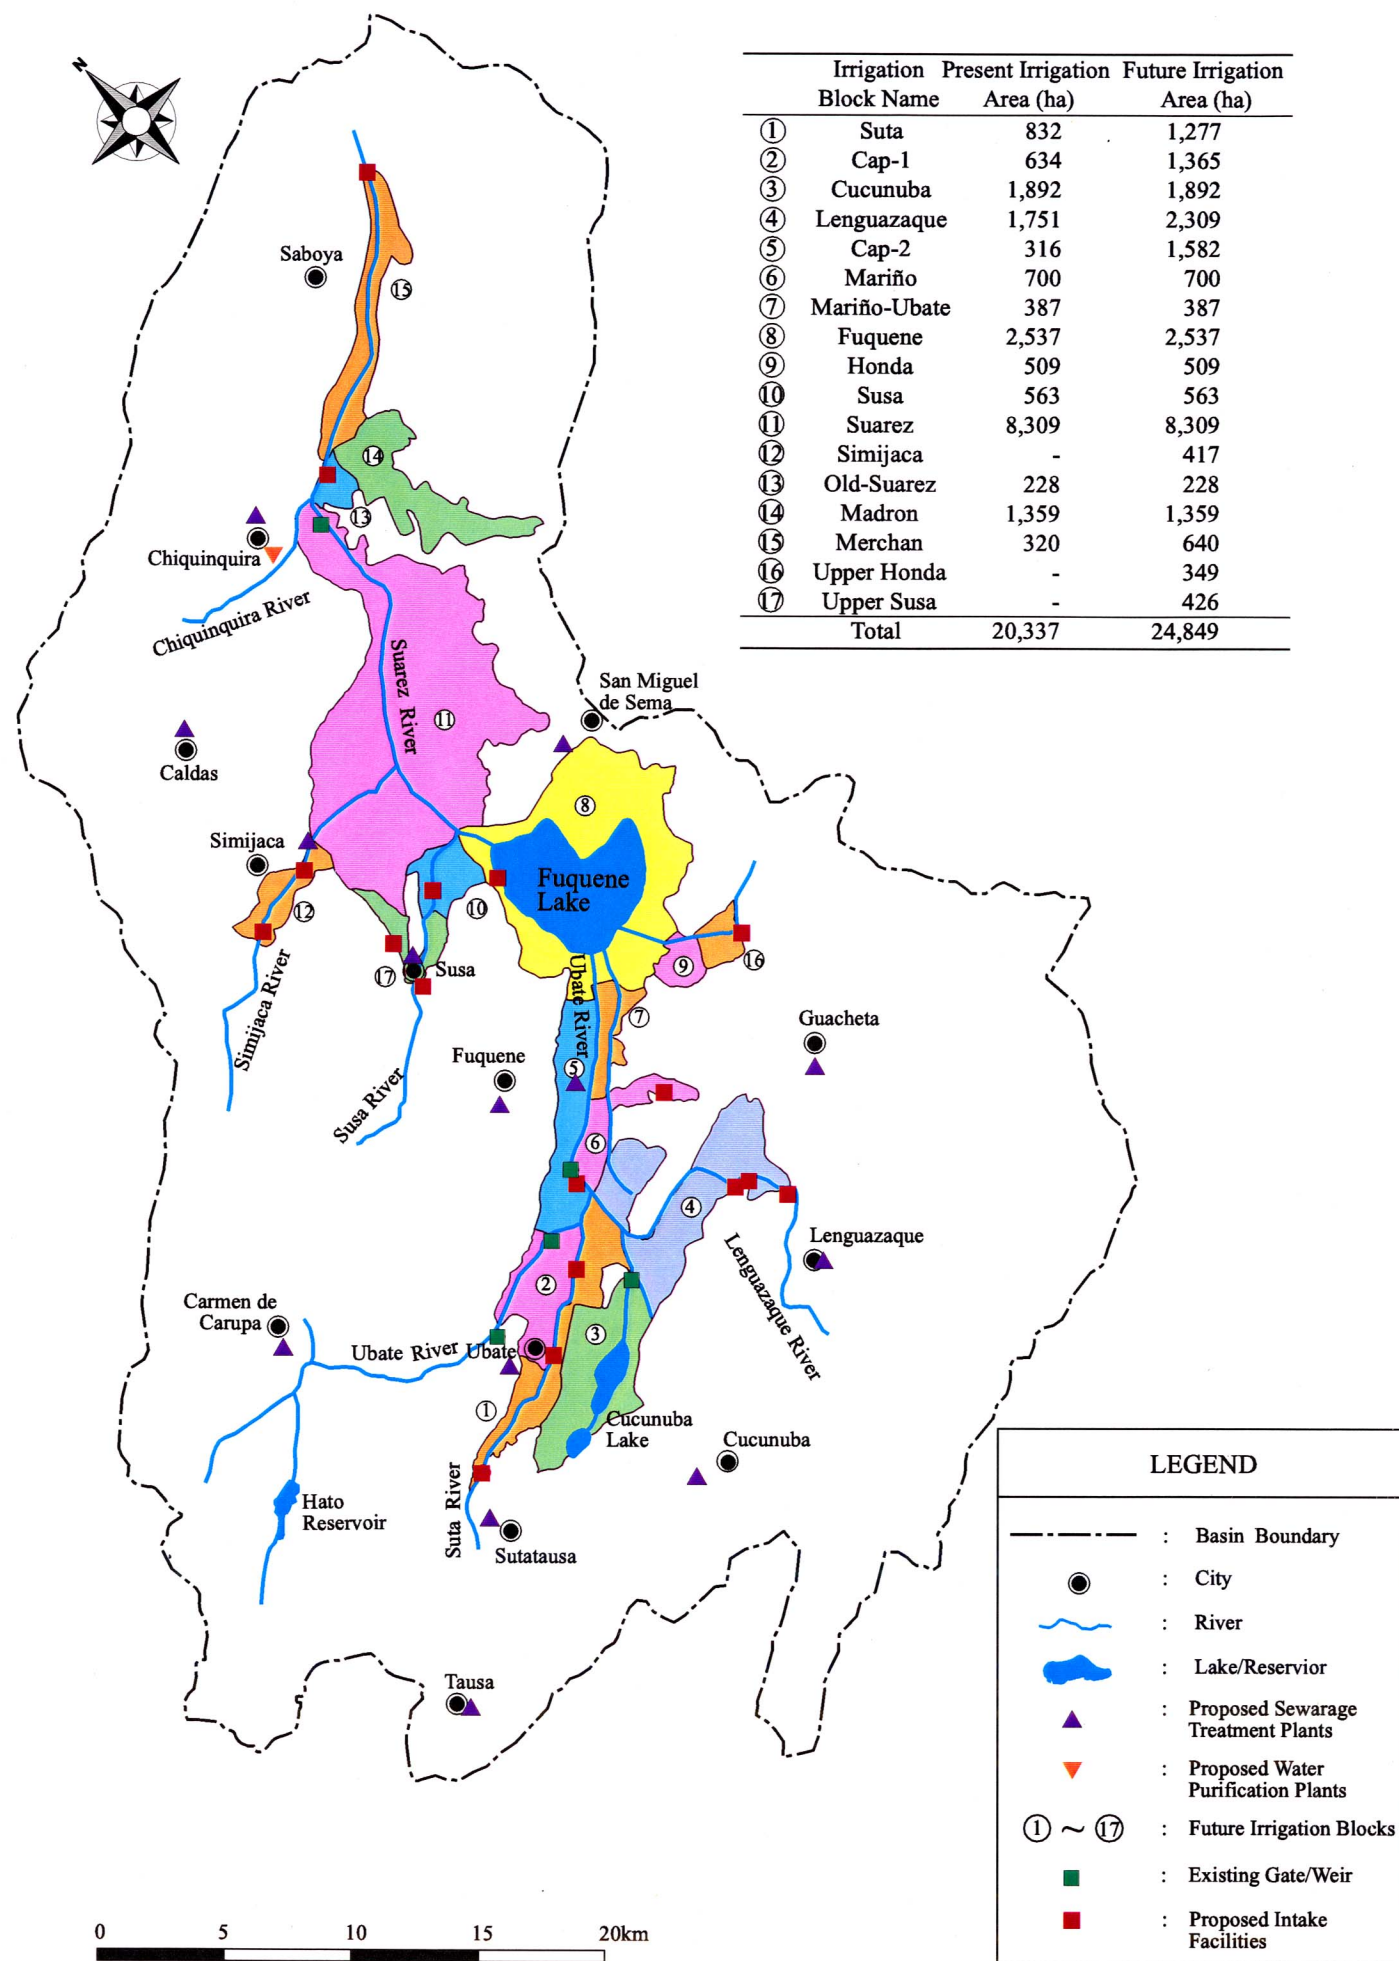 N
Irrigation Present Irrigation Future Irrigation
Block Name Area (ha) Area (ha)
① Suta 832 1,277
② Cap-1 634 1,365
③ Cucunuba 1,892 1,892
④ Lenguazaque 1,751 2,309
⑤ Cap-2 316 1,582
⑥ Mariño 700 700
⑦ Mariño-Ubate 387 387
⑧ Fuquene 2,537 2,537
⑨ Honda 509 509
⑩ Susa 563 563
⑪ Suarez 8,309 8,309
⑫ Simijaca - 417
⑬ Old-Suarez 228 228
⑭ Madron 1,359 1,359
⑮ Merchan 320 640
⑯ Upper Honda - 349
⑰ Upper Susa - 426
Total 20,337 24,849
Saboya
⑮
⑭
⑬
Chiquinquira
Chiquinquira River
Suarez River
⑪
San Miguel
de Sema
Caldas
⑧
Simijaca
Fuquene
Lake
⑫
⑩
⑨
⑯
⑰
Susa
Simijaca River
Ubate River
⑦
Guacheta
Fuquene
⑤
Susa River
⑥
④
Lenguazaque
Lenguazaque River
②
Carmen de
Carupa
③
Ubate River
Ubate
①
Cucunuba
Lake
Cucunuba
Suta River
Hato
Reservoir
Sutatausa
Tausa
LEGEND
: Basin Boundary
: City
: River
: Lake/Reservior
: Proposed Sewarage
Treatment Plants
: Proposed Water
Purification Plants
① ~ ⑰ : Future Irrigation Blocks
: Existing Gate/Weir
: Proposed Intake
Facilities
0 5 10 15 20km